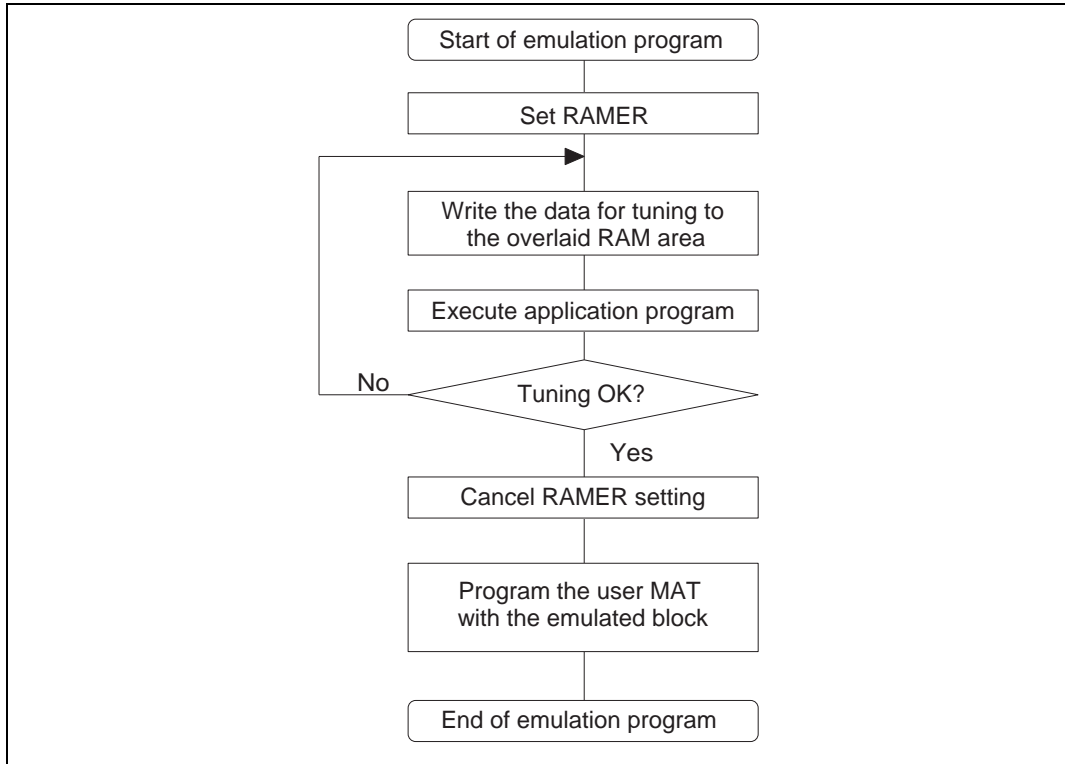 Start of emulation program
Set RAMER
Write the data for tuning to
the overlaid RAM area
Execute application program
No
Tuning OK?
Yes
Cancel RAMER setting
Program the user MAT
with the emulated block
End of emulation program